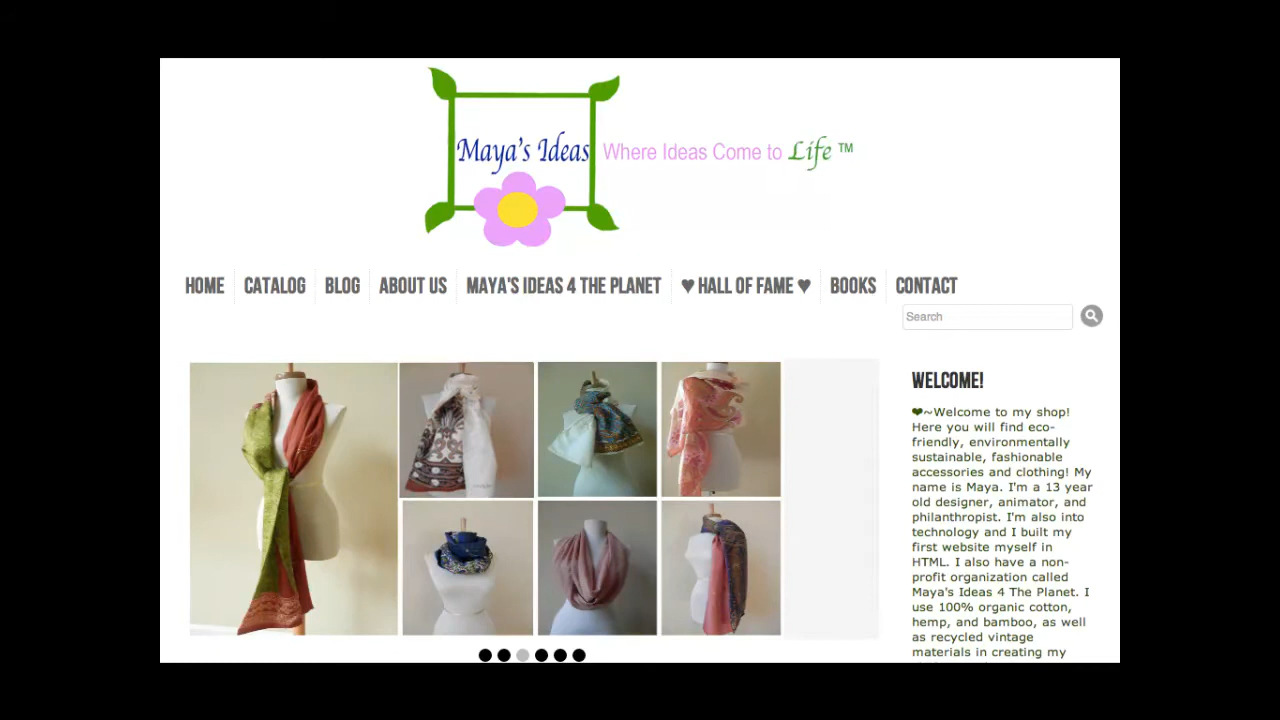 Maya's Ideas Where Ideas Come to Life ™
HOME CATALOG BLOG ABOUT US MAYA'S IDEAS 4 THE PLANET ♥ HALL OF FAME ♥ BOOKS CONTACT
Search
WELCOME!
❤~Welcome to my shop!
Here you will find eco-
friendly, environmentally
sustainable, fashionable
accessories and clothing! My
name is Maya. I'm a 13 year
old designer, animator, and
philanthropist. I'm also into
technology and I built my
first website myself in
HTML. I also have a non-
profit organization called
Maya's Ideas 4 The Planet. I
use 100% organic cotton,
hemp, and bamboo, as well
as recycled vintage
materials in creating my